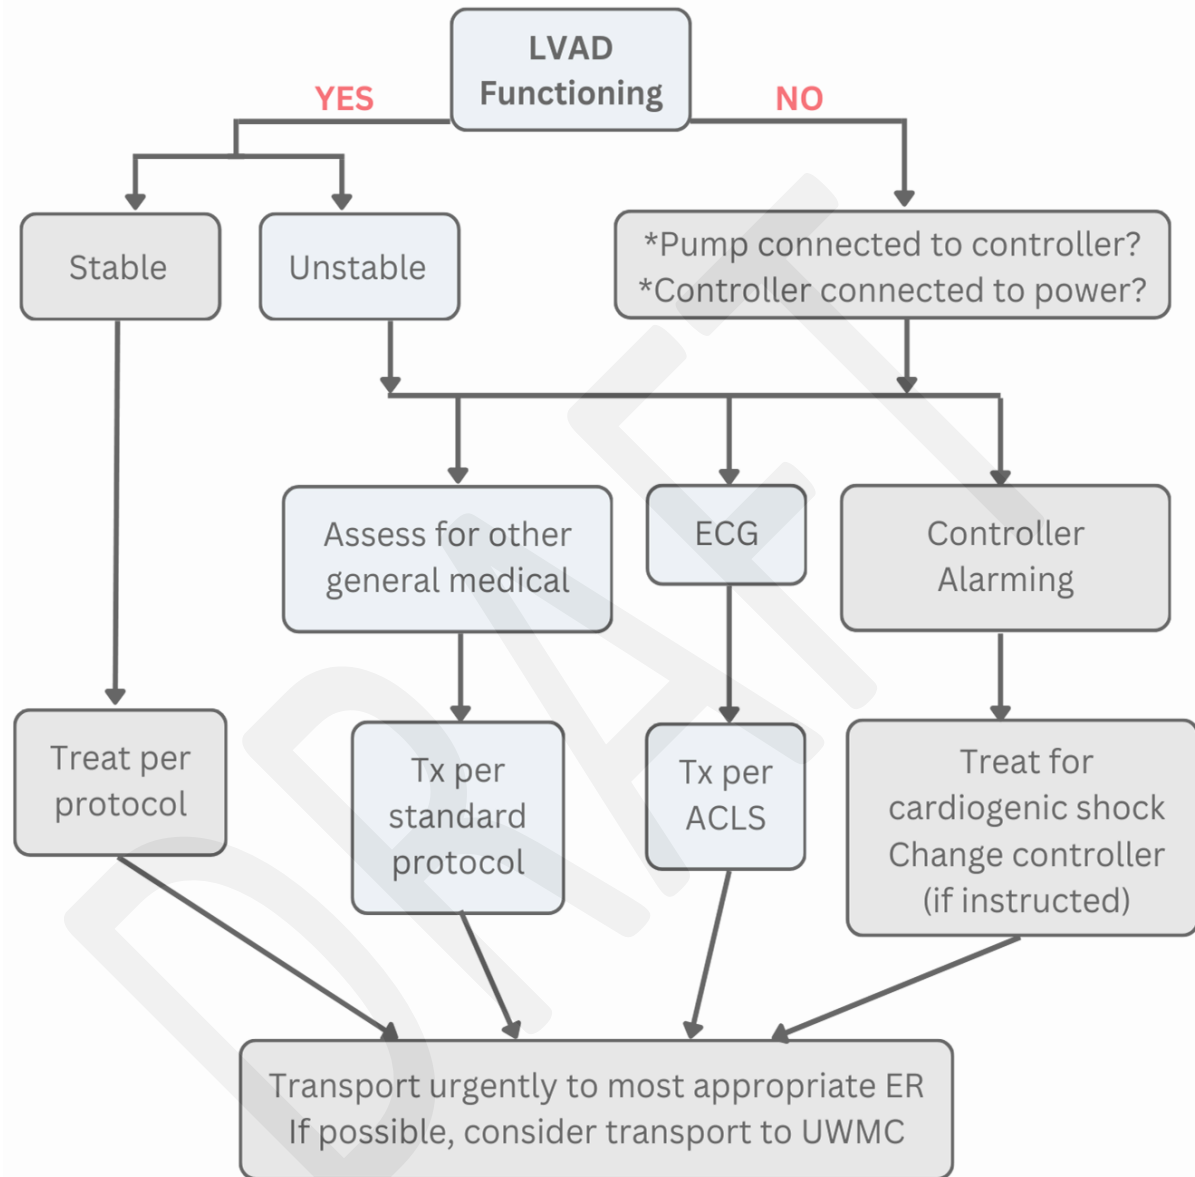 LVAD
Functioning
YES
NO
Stable
Unstable
*Pump connected to controller?
*Controller connected to power?
Assess for other
general medical
ECG
Controller
Alarming
Treat per
protocol
Tx per
standard
protocol
Tx per
ACLS
Treat for
cardiogenic shock
Change controller
(if instructed)
Transport urgently to most appropriate ER
If possible, consider transport to UWMC
DRAFT